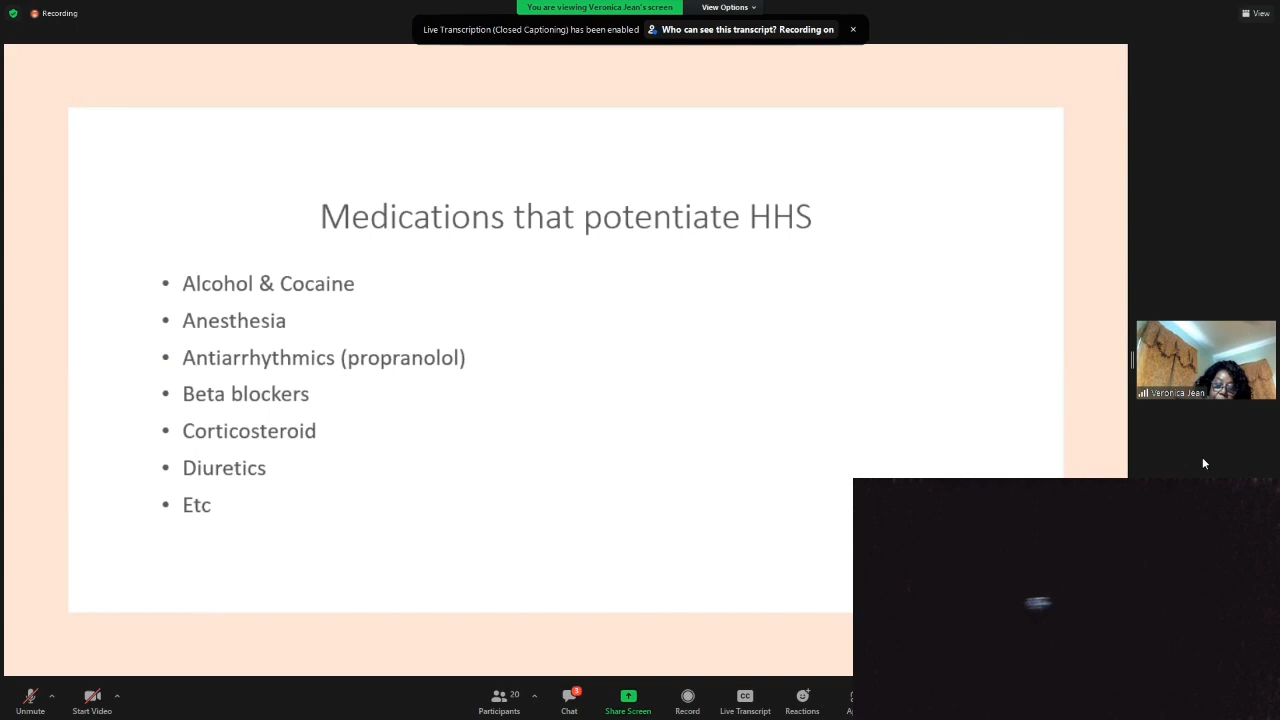 Recording
You are viewing Veronica Jean's screen
View Options
View
Live Transcription (Closed Captioning) has been enabled
Who can see this transcript? Recording on
Medications that potentiate HHS
• Alcohol & Cocaine
• Anesthesia
• Antiarrhythmics (propranolol)
• Beta blockers
• Corticosteroid
• Diuretics
• Etc
Veronica Jean
Unmute
Start Video
20
Participants
3
Chat
Share Screen
Record
CC
Live Transcript
Reactions